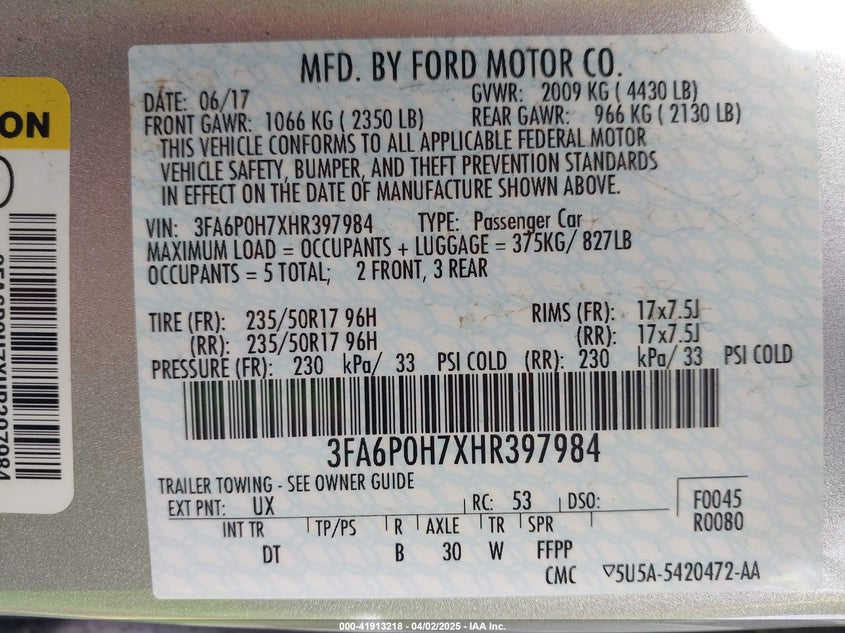 MFD. BY FORD MOTOR CO.
DATE: 06/17 GVWR: 2009 KG ( 4430 LB)
FRONT GAWR: 1066 KG ( 2350 LB) REAR GAWR: 966 KG ( 2130 LB)
THIS VEHICLE CONFORMS TO ALL APPLICABLE FEDERAL MOTOR
VEHICLE SAFETY, BUMPER, AND THEFT PREVENTION STANDARDS
IN EFFECT ON THE DATE OF MANUFACTURE SHOWN ABOVE.
VIN: 3FA6P0H7XHR397984 TYPE: Passenger Car
MAXIMUM LOAD = OCCUPANTS + LUGGAGE = 375KG/ 827LB
OCCUPANTS = 5 TOTAL; 2 FRONT, 3 REAR
TIRE (FR): 235/50R17 96H RIMS (FR): 17x7.5J
(RR): 235/50R17 96H (RR): 17x7.5J
PRESSURE (FR): 230 kPa/ 33 PSI COLD (RR): 230 kPa/ 33 PSI COLD
3FA6P0H7XHR397984
TRAILER TOWING - SEE OWNER GUIDE
EXT PNT: UX RC: 53 DSO: F0045
INT TR TP/PS R AXLE TR SPR R0080
DT B 30 W FFPP
CMC ▽5U5A-5420472-AA
ON
3FA6P0H7XHR397984
000-41913218 - 04/02/2025 - IAA Inc.